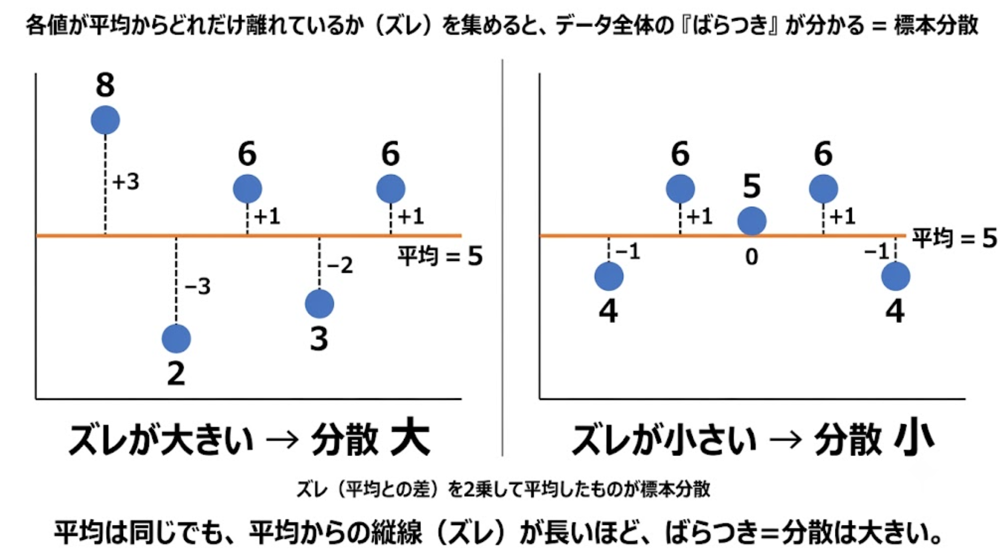 各値が平均からどれだけ離れているか（ズレ）を集めると、データ全体の『ばらつき』が分かる = 標本分散
8
+3
2
−3
6
+1
3
−2
6
+1
平均 = 5
4
−1
6
+1
5
0
6
+1
4
−1
平均 = 5
ズレが大きい → 分散 大
ズレが小さい → 分散 小
ズレ（平均との差）を2乗して平均したものが標本分散
平均は同じでも、平均からの縦線（ズレ）が長いほど、ばらつき=分散は大きい。